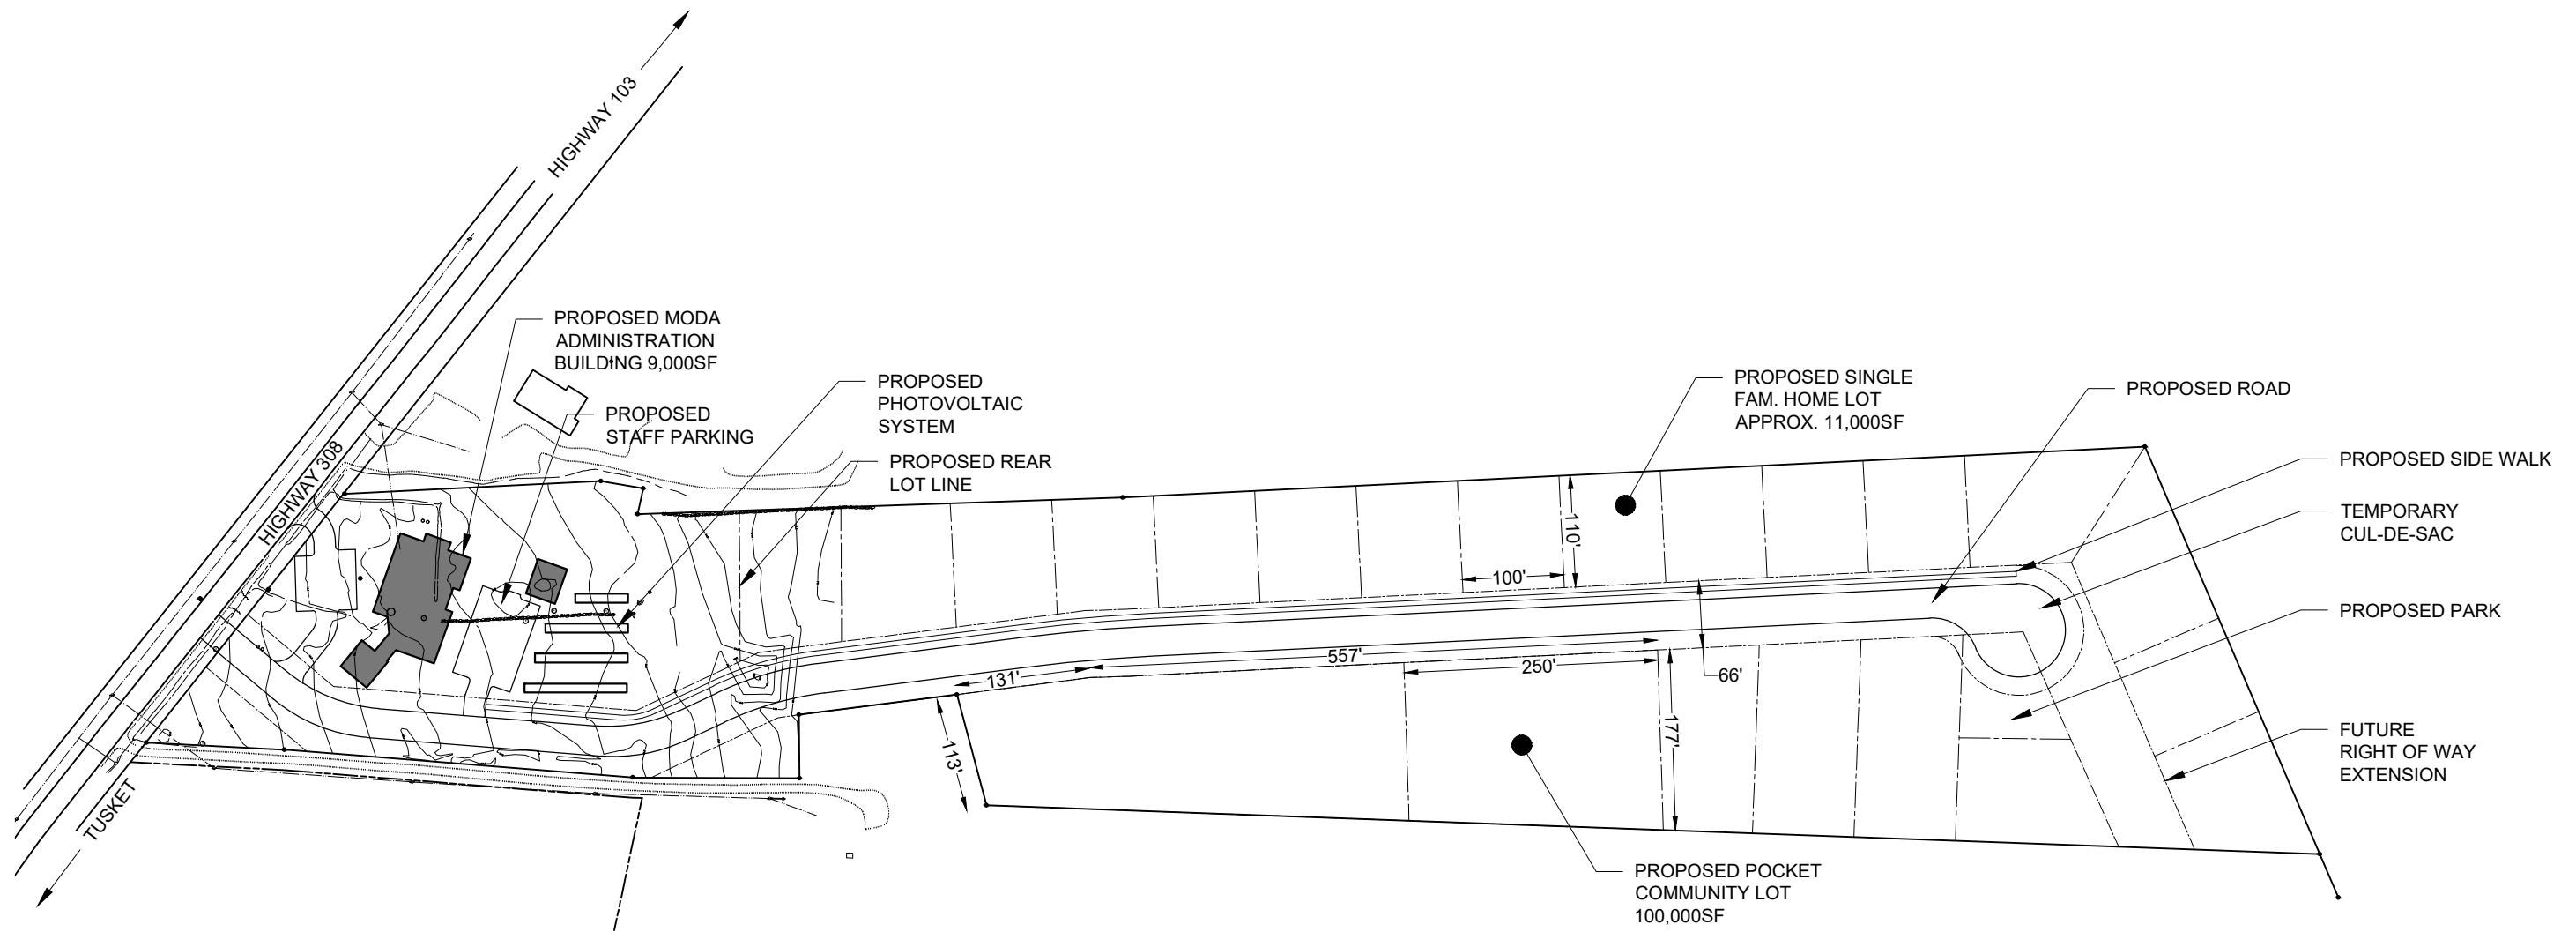 HIGHWAY 103
HIGHWAY 308
TUSKET
PROPOSED MODA
ADMINISTRATION
BUILDING 9,000SF
PROPOSED
STAFF PARKING
PROPOSED
PHOTOVOLTAIC
SYSTEM
PROPOSED REAR
LOT LINE
PROPOSED SINGLE
FAM. HOME LOT
APPROX. 11,000SF
PROPOSED ROAD
PROPOSED SIDE WALK
TEMPORARY
CUL-DE-SAC
PROPOSED PARK
FUTURE
RIGHT OF WAY
EXTENSION
110'
100'
557'
131'
250'
66'
177'
113'
PROPOSED POCKET
COMMUNITY LOT
100,000SF